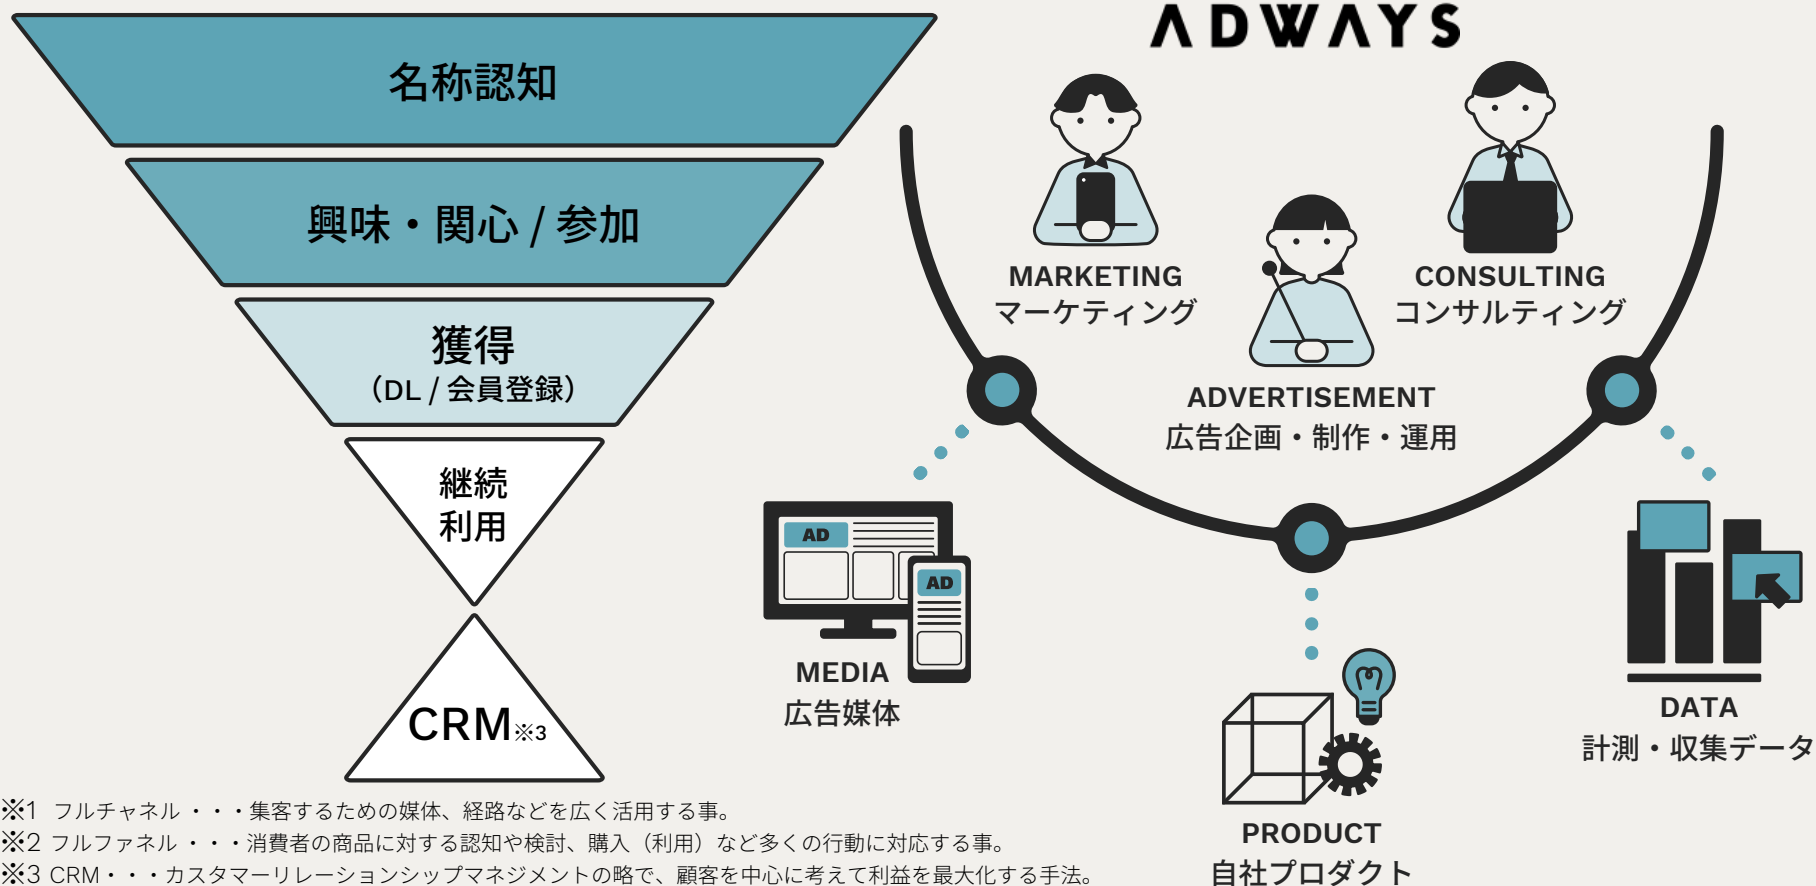 名称認知
興味・関心 / 参加
獲得
（DL / 会員登録）
継続
利用
CRM※3
ADWAYS
MARKETING
マーケティング
CONSULTING
コンサルティング
ADVERTISEMENT
広告企画・制作・運用
AD
AD
MEDIA
広告媒体
PRODUCT
自社プロダクト
DATA
計測・収集データ
※1 フルチャネル・・・集客するための媒体、経路などを広く活用する事。
※2 フルファネル・・・消費者の商品に対する認知や検討、購入（利用）など多くの行動に対応する事。
※3 CRM・・・カスタマーリレーションシップマネジメントの略で、顧客を中心に考えて利益を最大化する手法。